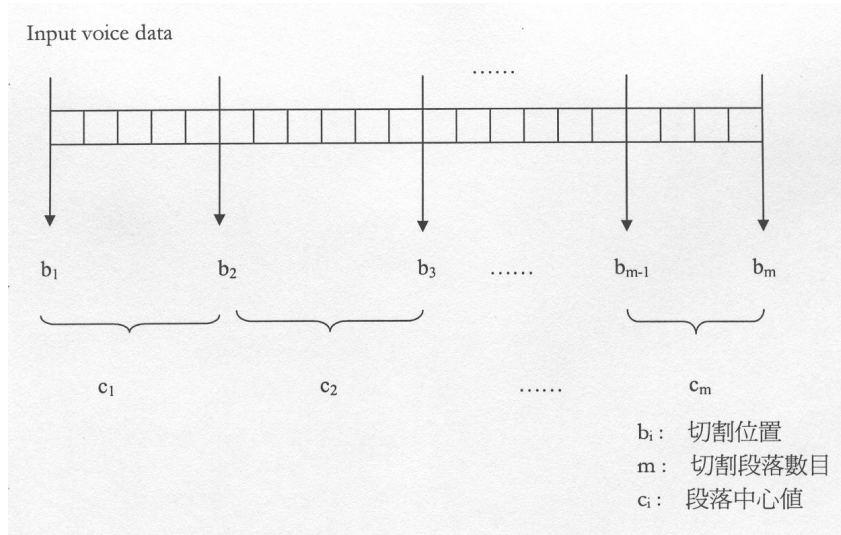 Input voice data
……
b₁ b₂ b₃ …… bₘ₋₁ bₘ
c₁ c₂ …… cₘ
bᵢ : 切割位置
m : 切割段落數目
cᵢ : 段落中心值